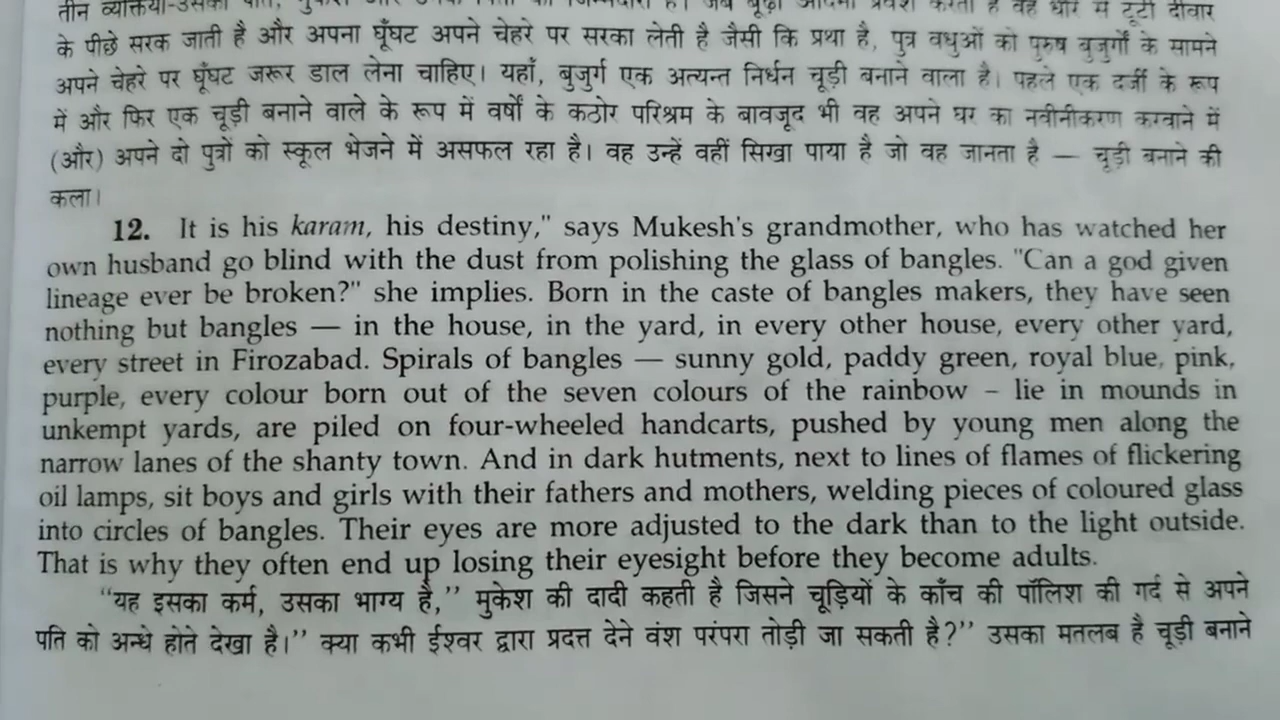 के पीछे सरक जाती है और अपना घूँघट अपने चेहरे पर सरका लेती है जैसी कि प्रथा है, पुत्र वधुओं को पुरुष बुजुर्गों के सामने
अपने चेहरे पर घूँघट जरूर डाल लेना चाहिए। यहाँ, बुजुर्ग एक अत्यन्त निर्धन चूड़ी बनाने वाला है। पहले एक दर्जी के रूप
में और फिर एक चूड़ी बनाने वाले के रूप में वर्षों के कठोर परिश्रम के बावजूद भी वह अपने घर का नवीनीकरण करवाने में
(और) अपने दो पुत्रों को स्कूल भेजने में असफल रहा है। वह उन्हें वहीं सिखा पाया है जो वह जानता है — चूड़ी बनाने की
कला।
12. It is his karam, his destiny," says Mukesh's grandmother, who has watched her
own husband go blind with the dust from polishing the glass of bangles. "Can a god given
lineage ever be broken?" she implies. Born in the caste of bangles makers, they have seen
nothing but bangles — in the house, in the yard, in every other house, every other yard,
every street in Firozabad. Spirals of bangles — sunny gold, paddy green, royal blue, pink,
purple, every colour born out of the seven colours of the rainbow – lie in mounds in
unkempt yards, are piled on four-wheeled handcarts, pushed by young men along the
narrow lanes of the shanty town. And in dark hutments, next to lines of flames of flickering
oil lamps, sit boys and girls with their fathers and mothers, welding pieces of coloured glass
into circles of bangles. Their eyes are more adjusted to the dark than to the light outside.
That is why they often end up losing their eyesight before they become adults.
“यह इसका कर्म, उसका भाग्य है,” मुकेश की दादी कहती है जिसने चूड़ियों के काँच की पॉलिश की गर्द से अपने
पति को अन्धे होते देखा है।” क्या कभी ईश्वर द्वारा प्रदत्त देने वंश परंपरा तोड़ी जा सकती है?” उसका मतलब है चूड़ी बनाने